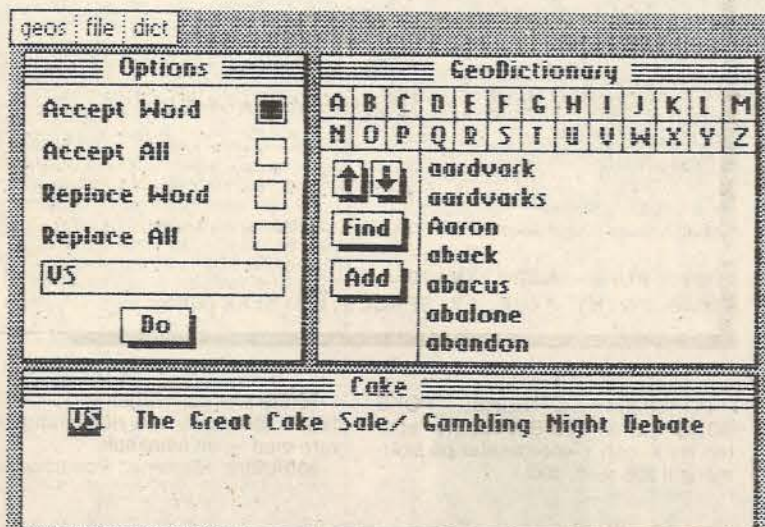 geos file dict
Options
Accept Word
Accept All
Replace Word
Replace All
VS
Do
GeoDictionary
A B C D E F G H I J K L M
N O P Q R S T U V W X Y Z
aardvark
aardvarks
Find Aaron
abaek
Add abacus
abalone
abandon
Cake
VS The Great Cake Sale/ Gambling Night Debate